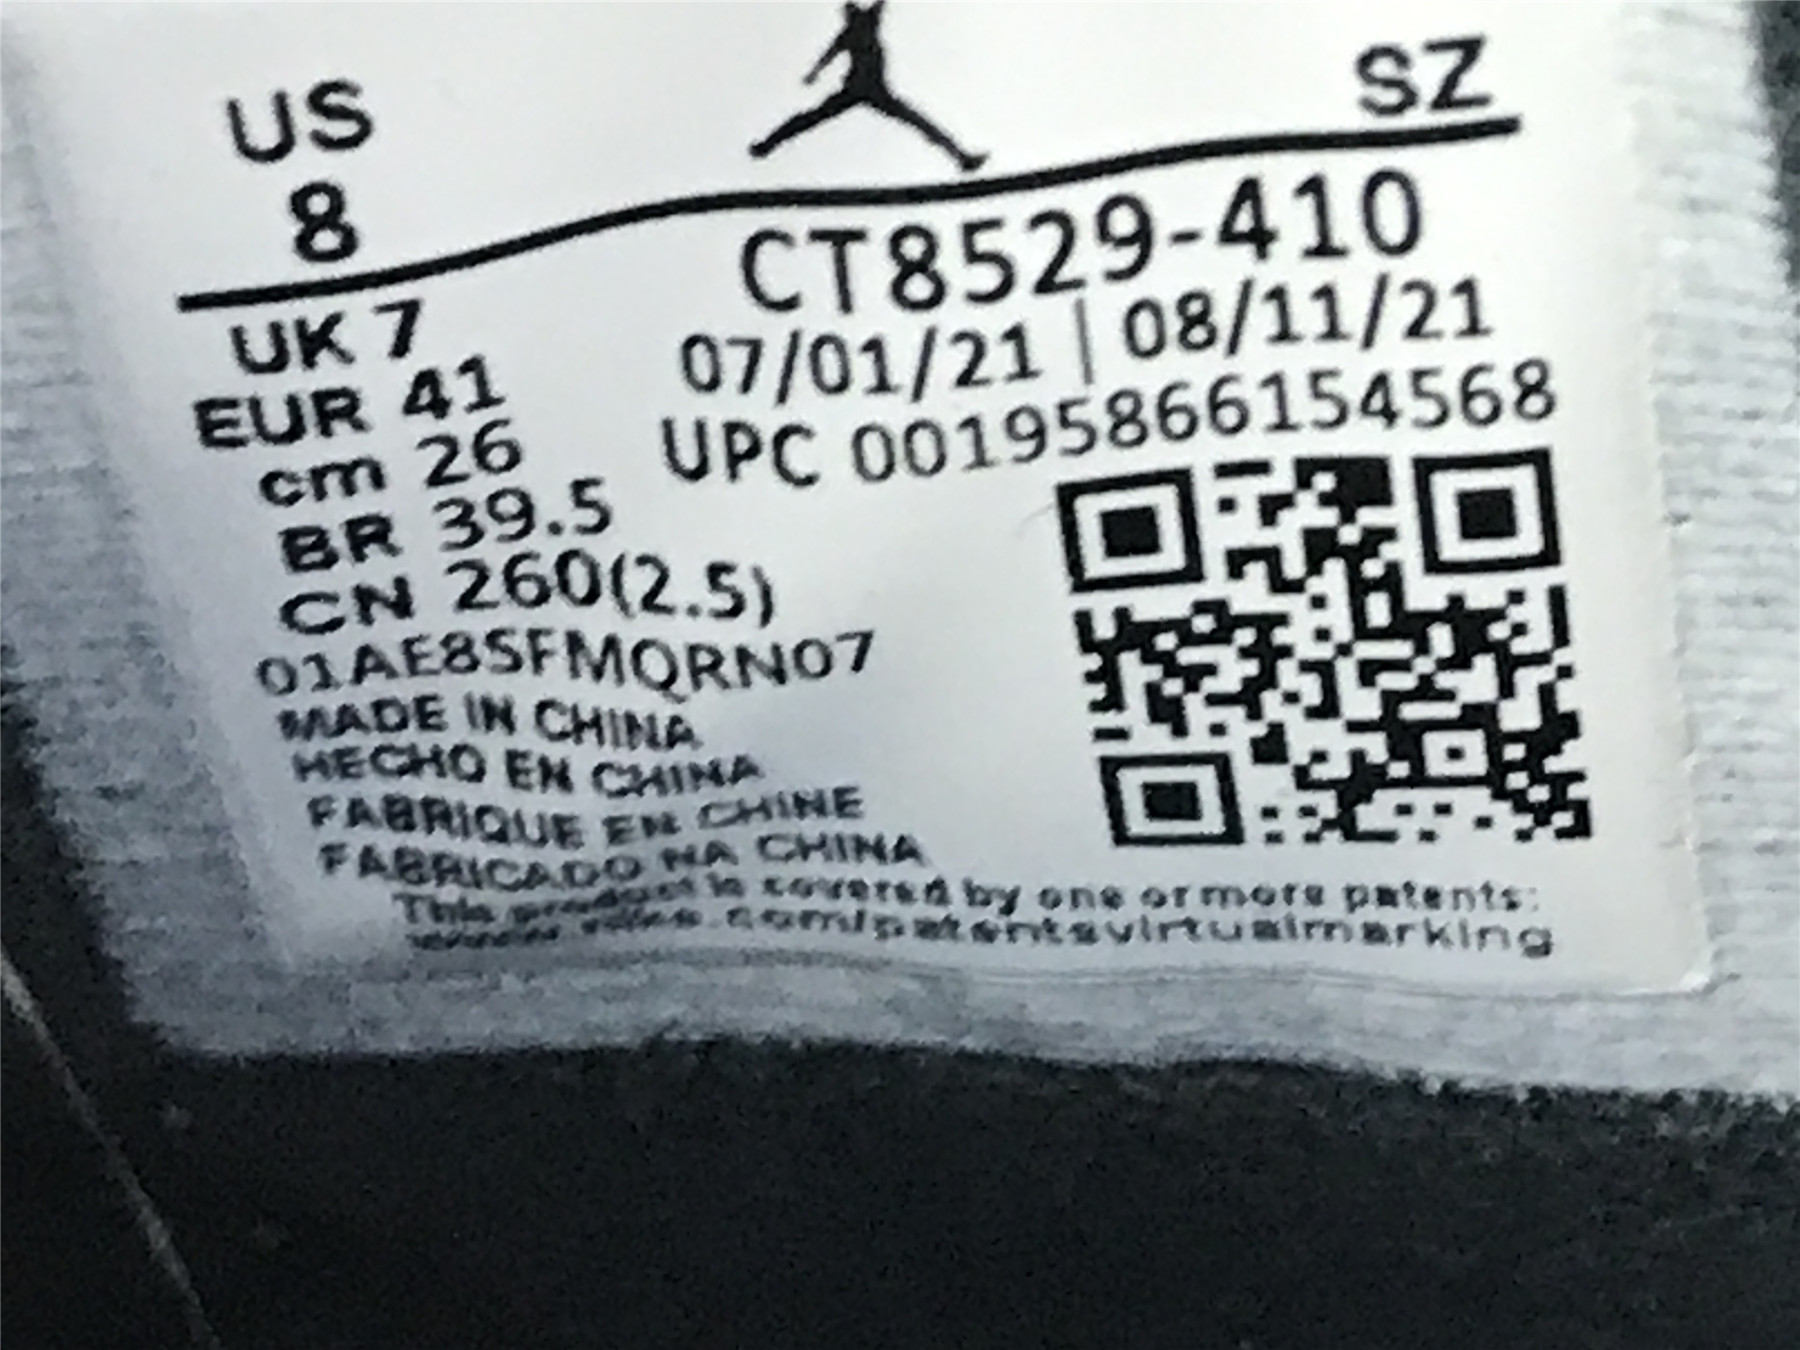 US
SZ
8
CT8529-410
UK 7
07/01/21 | 08/11/21
EUR 41
UPC 00195866154568
cm 26
BR 39.5
CN 260(2.5)
01AE8SFMQRN07
MADE IN CHINA
HECHO EN CHINA
FABRIQUE EN CHINE
FABRICADO NA CHINA
This product is covered by one or more patents: